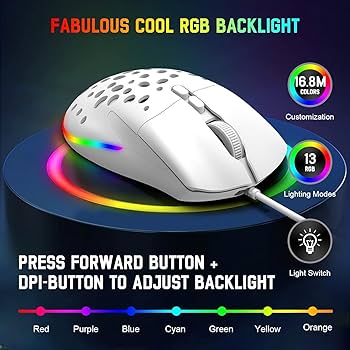 FABULOUS COOL RGB BACKLIGHT
16.8M
COLORS
Customization
13
RGB
Lighting Modes
Light Switch
PRESS FORWARD BUTTON +
DPI-BUTTON TO ADJUST BACKLIGHT
Red Purple Blue Cyan Green Yellow Orange